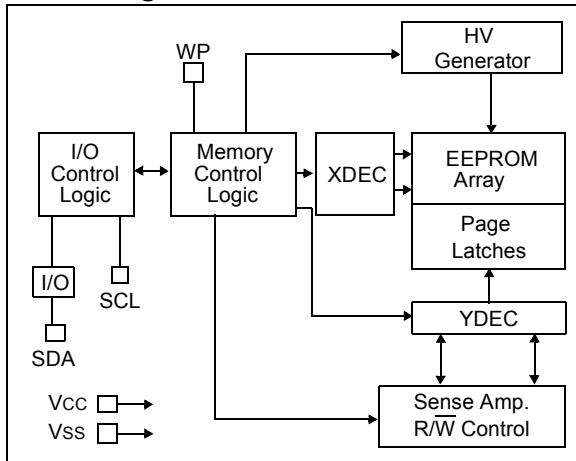 HV
Generator
WP
I/O
Control
Logic
Memory
Control
Logic
XDEC
EEPROM
Array
Page
Latches
I/O
SCL
SDA
YDEC
VCC
VSS
Sense Amp.
R/W̅ Control